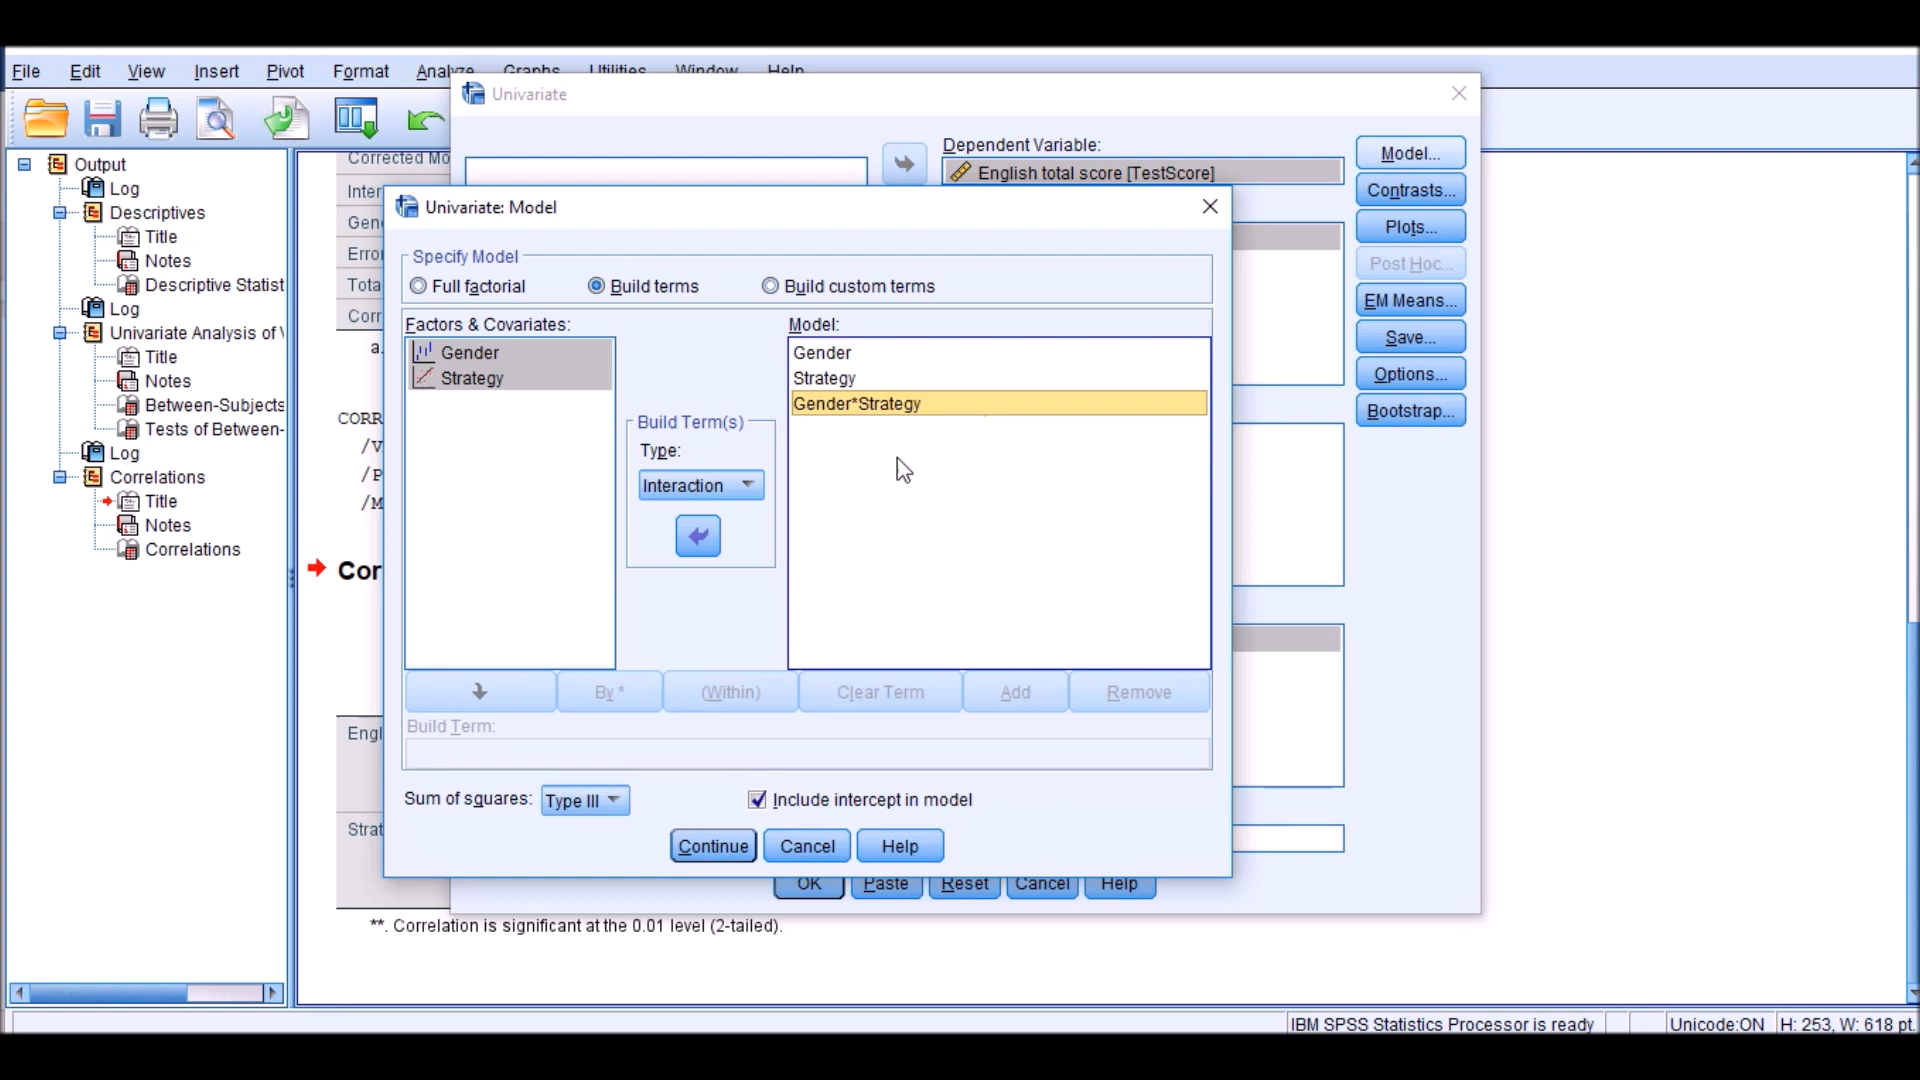 File Edit View Insert Pivot Format Analyze Graphs Utilities Window Help
Univariate
Output
Log
Descriptives
Title
Notes
Descriptive Statist
Log
Univariate Analysis of
Title
Notes
Between-Subjects
Tests of Between-
Log
Correlations
Title
Notes
Correlations
Corrected Mo
Inter
Gen
Erro
Tota
Corr
a.
CORR
/V
/P
/M
Cor
Engl
Strat
**. Correlation is significant at the 0.01 level (2-tailed).
Dependent Variable:
English total score [TestScore]
Model...
Contrasts...
Plots...
Post Hoc...
EM Means...
Save...
Options...
Bootstrap...
Univariate: Model
Specify Model
Full factorial Build terms Build custom terms
Factors & Covariates:
Gender
Strategy
Build Term(s)
Type:
Interaction
Model:
Gender
Strategy
Gender*Strategy
By * (Within) Clear Term Add Remove
Build Term:
Sum of squares: Type III Include intercept in model
Continue Cancel Help
OK Paste Reset Cancel Help
IBM SPSS Statistics Processor is ready Unicode:ON H: 253, W: 618 pt.